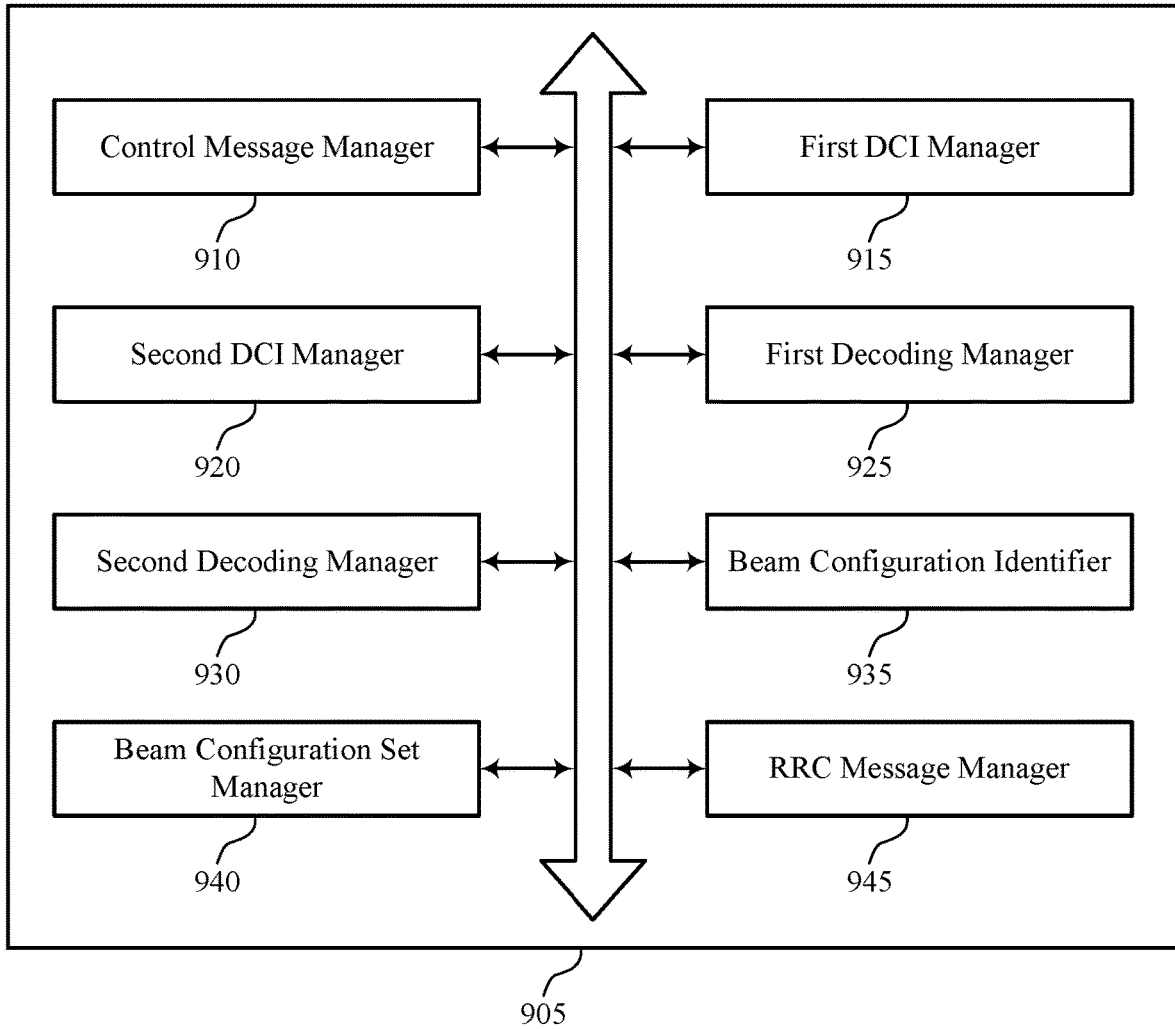 Control Message Manager
First DCI Manager
910
915
Second DCI Manager
First Decoding Manager
920
925
Second Decoding Manager
Beam Configuration Identifier
930
935
Beam Configuration Set
Manager
RRC Message Manager
940
945
905